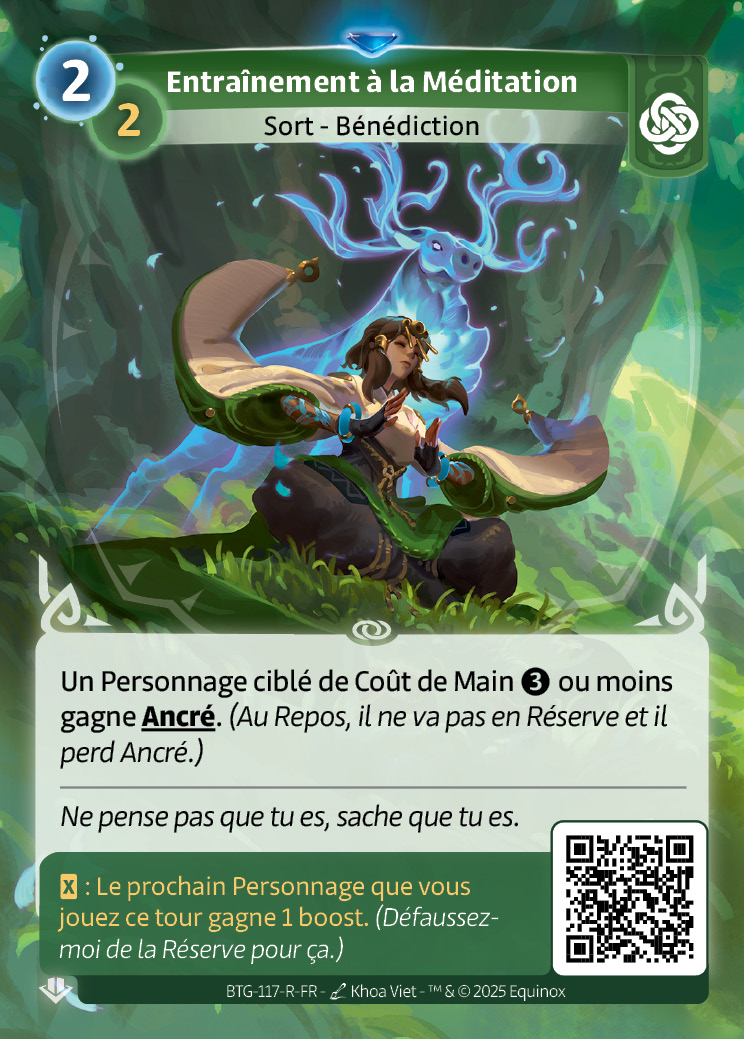 2
Entraînement à la Méditation
2
Sort - Bénédiction
Un Personnage ciblé de Coût de Main 3 ou moins
gagne Ancré. (Au Repos, il ne va pas en Réserve et il
perd Ancré.)
Ne pense pas que tu es, sache que tu es.
X : Le prochain Personnage que vous
jouez ce tour gagne 1 boost. (Défaussez-
moi de la Réserve pour ça.)
BTG-117-R-FR - Khoa Viet - ™ & © 2025 Equinox